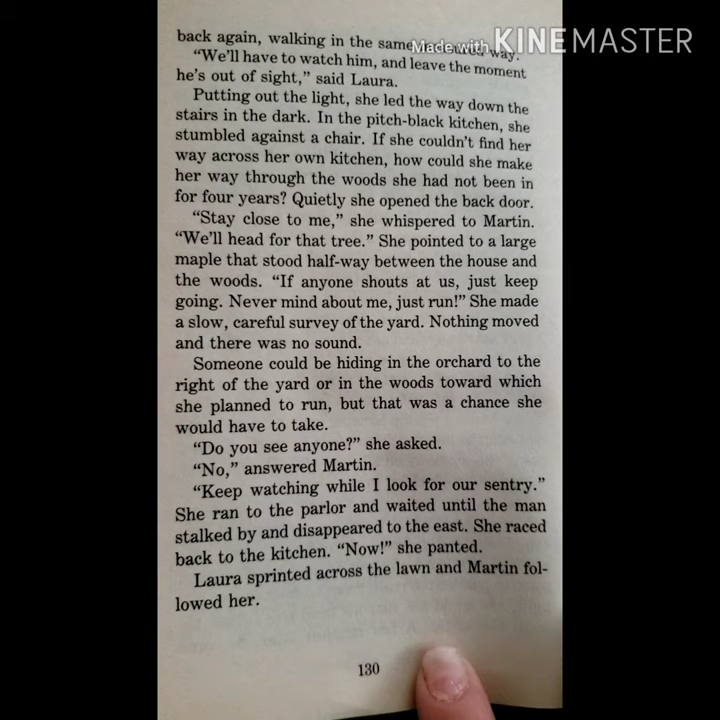 Made with KINEMASTER
back again, walking in the same way.
"We'll have to watch him, and leave the moment
he's out of sight," said Laura.
Putting out the light, she led the way down the
stairs in the dark. In the pitch-black kitchen, she
stumbled against a chair. If she couldn't find her
way across her own kitchen, how could she make
her way through the woods she had not been in
for four years? Quietly she opened the back door.
"Stay close to me," she whispered to Martin.
"We'll head for that tree." She pointed to a large
maple that stood half-way between the house and
the woods. "If anyone shouts at us, just keep
going. Never mind about me, just run!" She made
a slow, careful survey of the yard. Nothing moved
and there was no sound.
Someone could be hiding in the orchard to the
right of the yard or in the woods toward which
she planned to run, but that was a chance she
would have to take.
"Do you see anyone?" she asked.
"No," answered Martin.
"Keep watching while I look for our sentry."
She ran to the parlor and waited until the man
stalked by and disappeared to the east. She raced
back to the kitchen. "Now!" she panted.
Laura sprinted across the lawn and Martin fol-
lowed her.
130